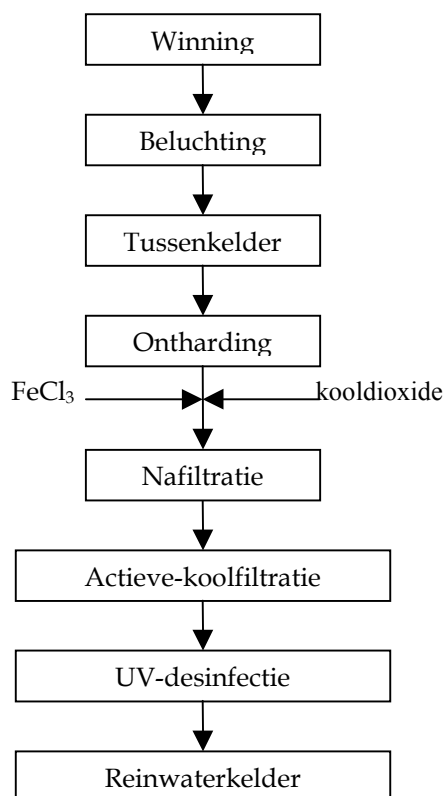 Winning
Beluchting
Tussenkelder
Ontharding
FeCl₃ kooldioxide
Nafiltratie
Actieve-koolfiltratie
UV-desinfectie
Reinwaterkelder